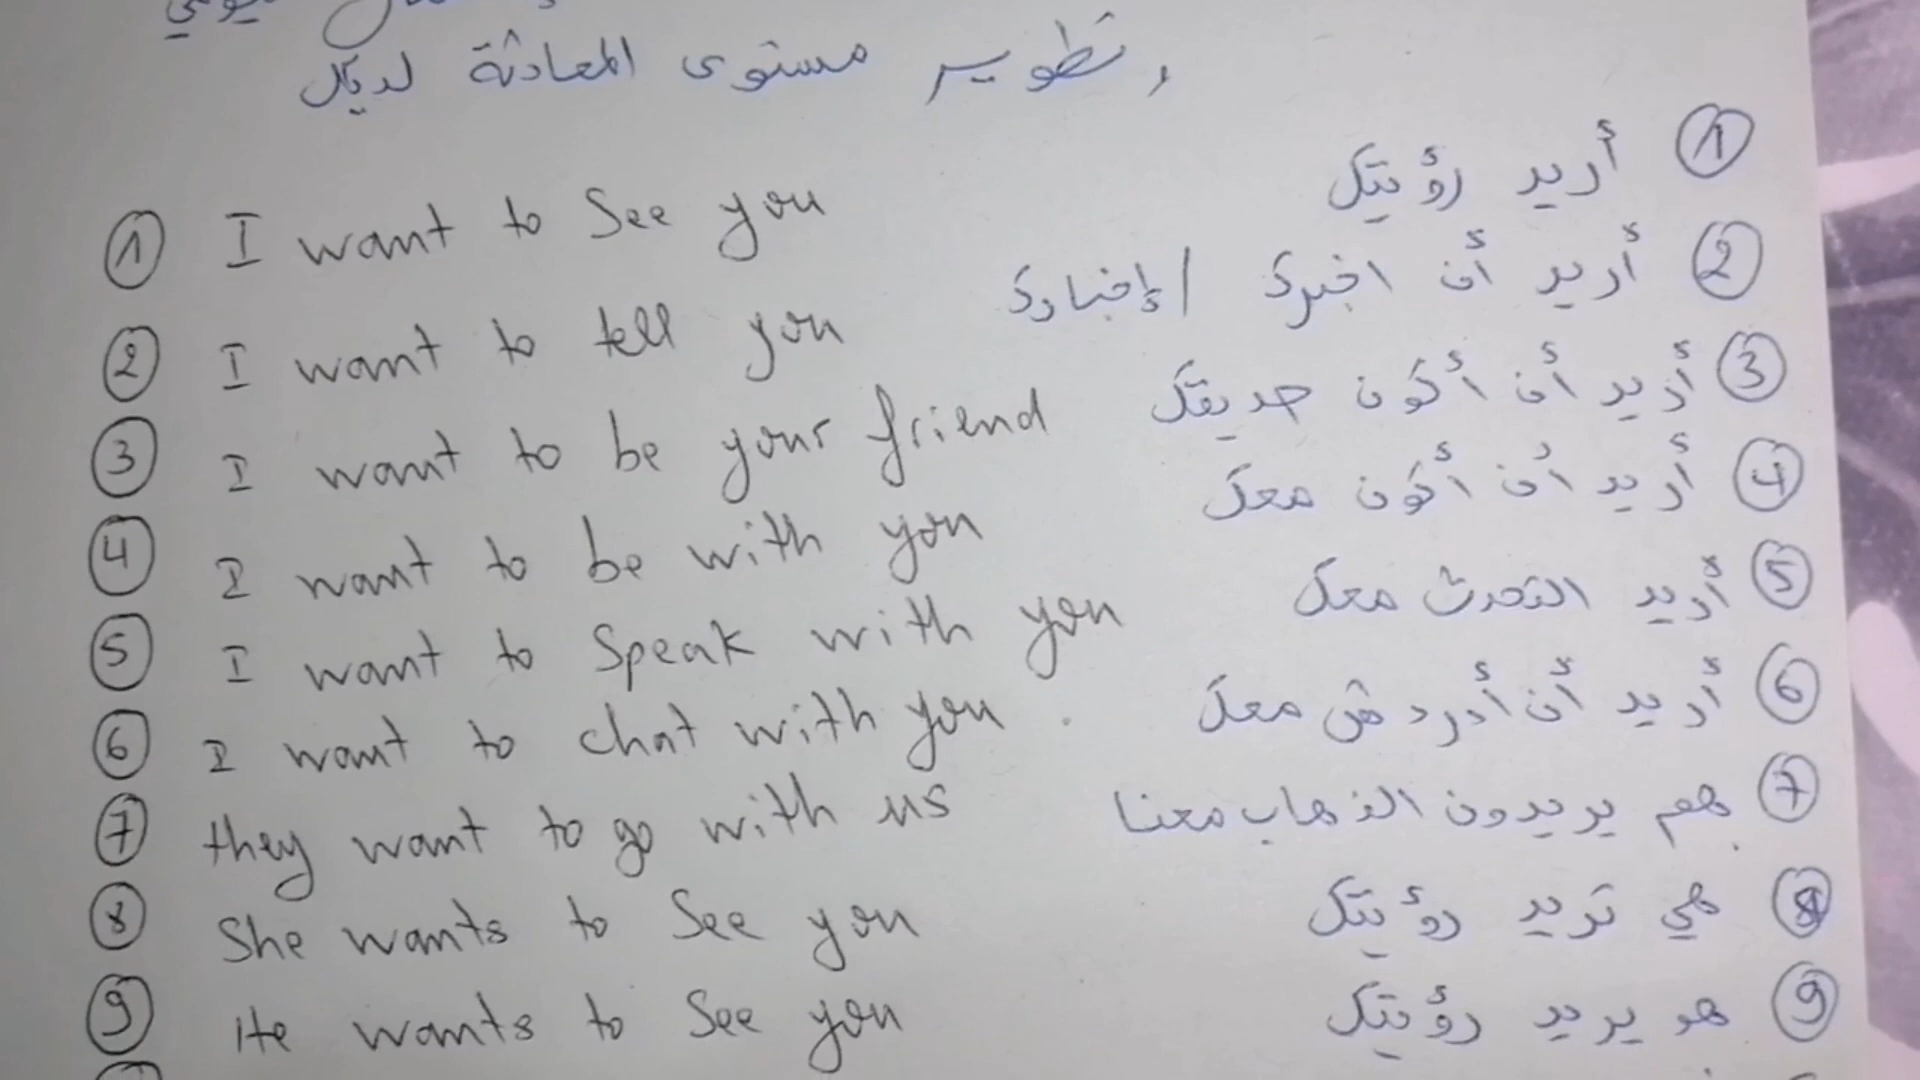 يومي
وتطوير مستوى المحادثة لديك
① I want to See you أريد رؤيتك ①
② I want to tell you أريد أن اخبرك / إخبارك ②
③ I want to be your friend أريد أن أكون صديقك ③
④ I want to be with you أريد أن أكون معك ④
⑤ I want to Speak with you أريد التحدث معك ⑤
⑥ I want to chat with you . أريد أن أدردش معك ⑥
⑦ they want to go with us هم يريدون الذهاب معنا ⑦
⑧ She wants to See you هي تريد رؤيتك ⑧
⑨ He wants to See you هو يريد رؤيتك ⑨